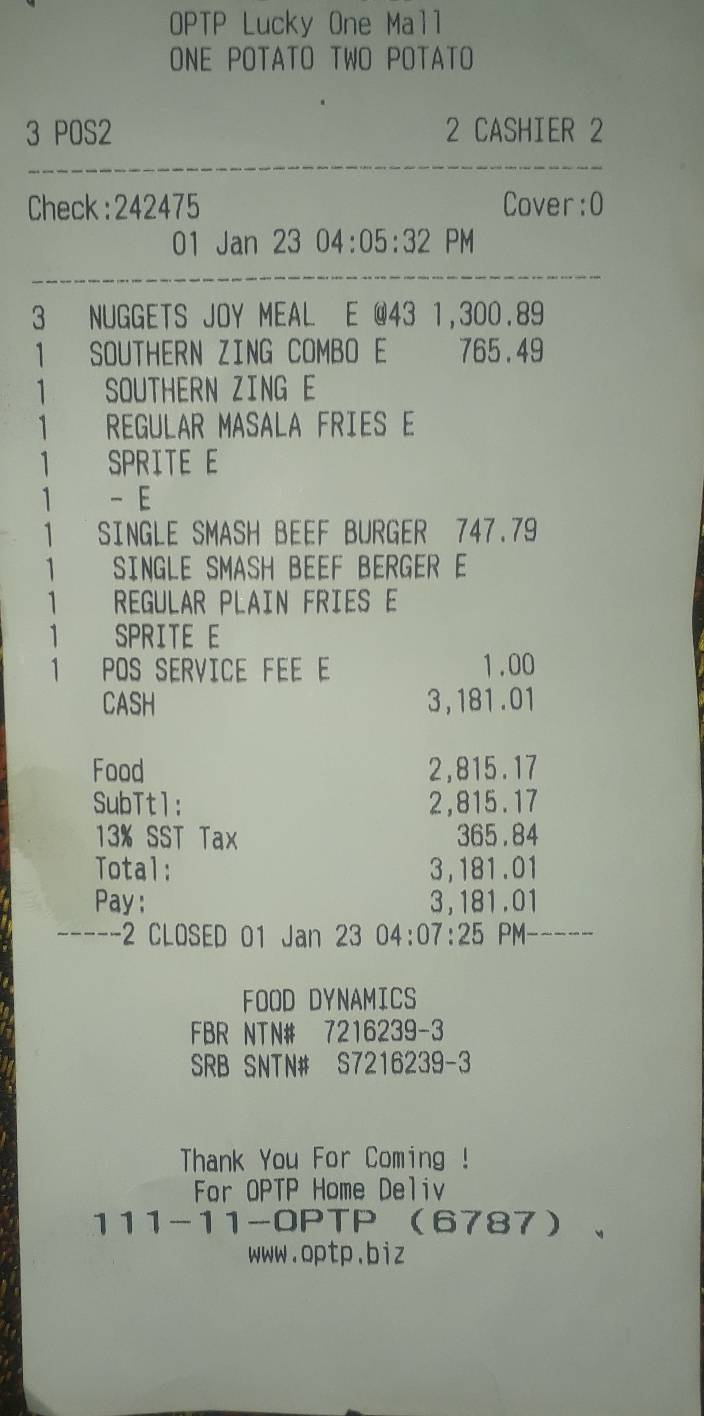 OPTP Lucky One Mall
ONE POTATO TWO POTATO
3 POS2 2 CASHIER 2
Check:242475 Cover:0
01 Jan 23 04:05:32 PM
3 NUGGETS JOY MEAL E @43 1,300.89
1 SOUTHERN ZING COMBO E 765.49
1 SOUTHERN ZING E
1 REGULAR MASALA FRIES E
1 SPRITE E
1 - E
1 SINGLE SMASH BEEF BURGER 747.79
1 SINGLE SMASH BEEF BERGER E
1 REGULAR PLAIN FRIES E
1 SPRITE E
1 POS SERVICE FEE E 1.00
CASH 3,181.01
Food 2,815.17
SubTtl: 2,815.17
13% SST Tax 365.84
Total: 3,181.01
Pay: 3,181.01
-----2 CLOSED 01 Jan 23 04:07:25 PM-----
FOOD DYNAMICS
FBR NTN# 7216239-3
SRB SNTN# S7216239-3
Thank You For Coming !
For OPTP Home Deliv
111-11-OPTP (6787)
www.optp.biz